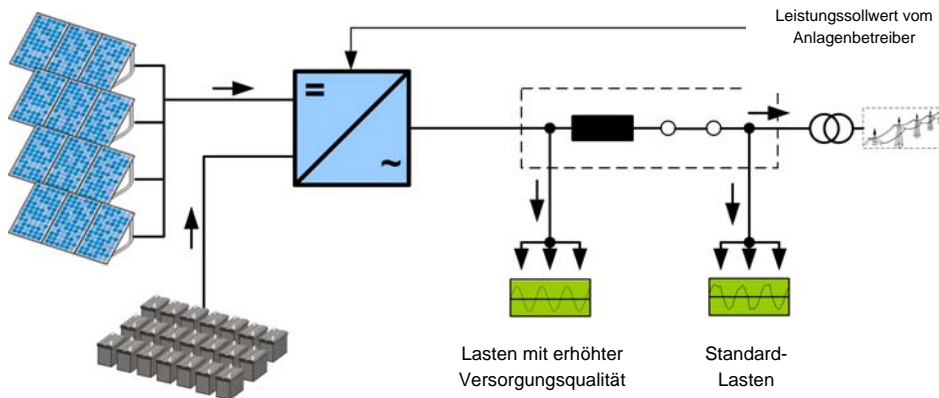 Leistungssollwert vom
Anlagenbetreiber
=
~
Lasten mit erhöhter
Versorgungsqualität
Standard-
Lasten